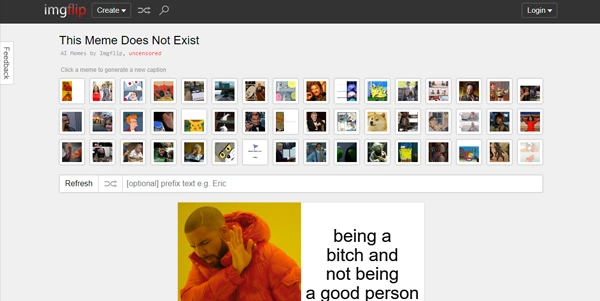 imgflip Create Login
Feedback
This Meme Does Not Exist
AI Memes by Imgflip, uncensored
Click a meme to generate a new caption
Refresh [optional] prefix text e.g. Eric
being a
bitch and
not being
a good person